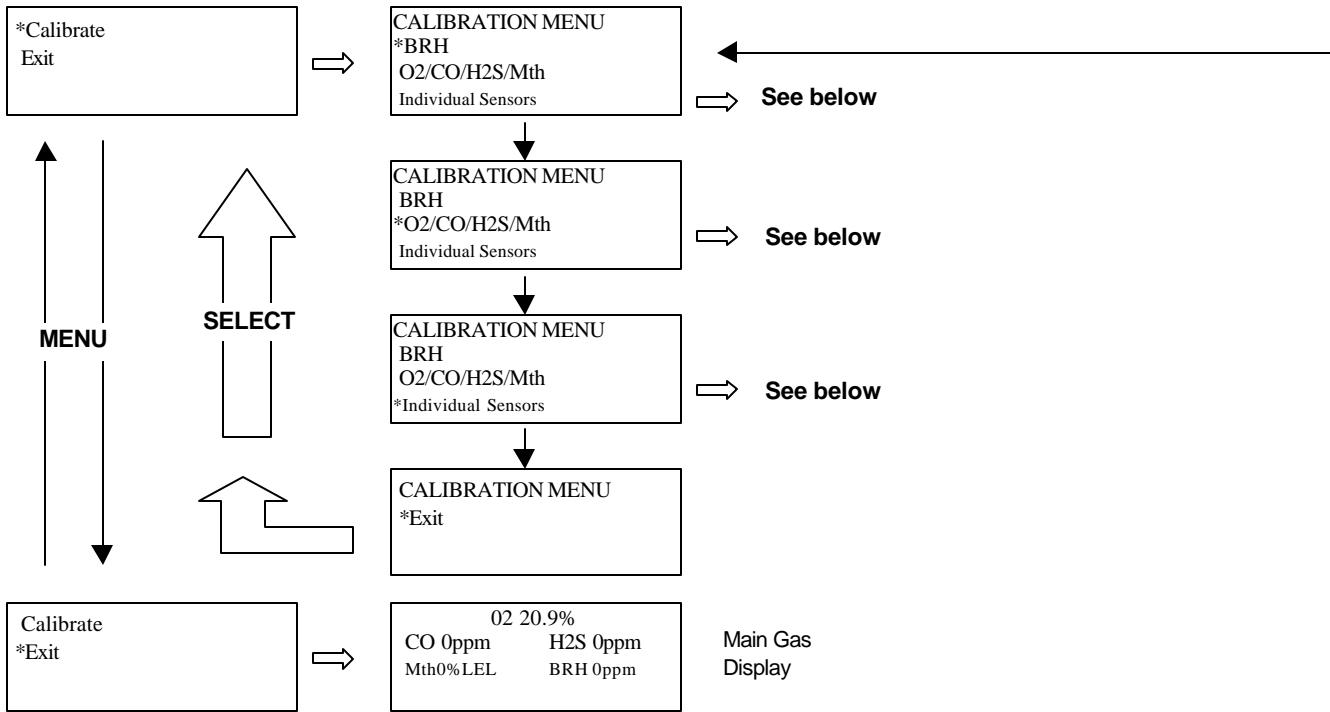 *Calibrate
Exit
CALIBRATION MENU
*BRH
O2/CO/H2S/Mth
Individual Sensors
See below
CALIBRATION MENU
BRH
*O2/CO/H2S/Mth
Individual Sensors
See below
MENU
SELECT
CALIBRATION MENU
BRH
O2/CO/H2S/Mth
*Individual Sensors
See below
CALIBRATION MENU
*Exit
Calibrate
*Exit
02 20.9%
CO 0ppm H2S 0ppm
Mth0%LEL BRH 0ppm
Main Gas
Display